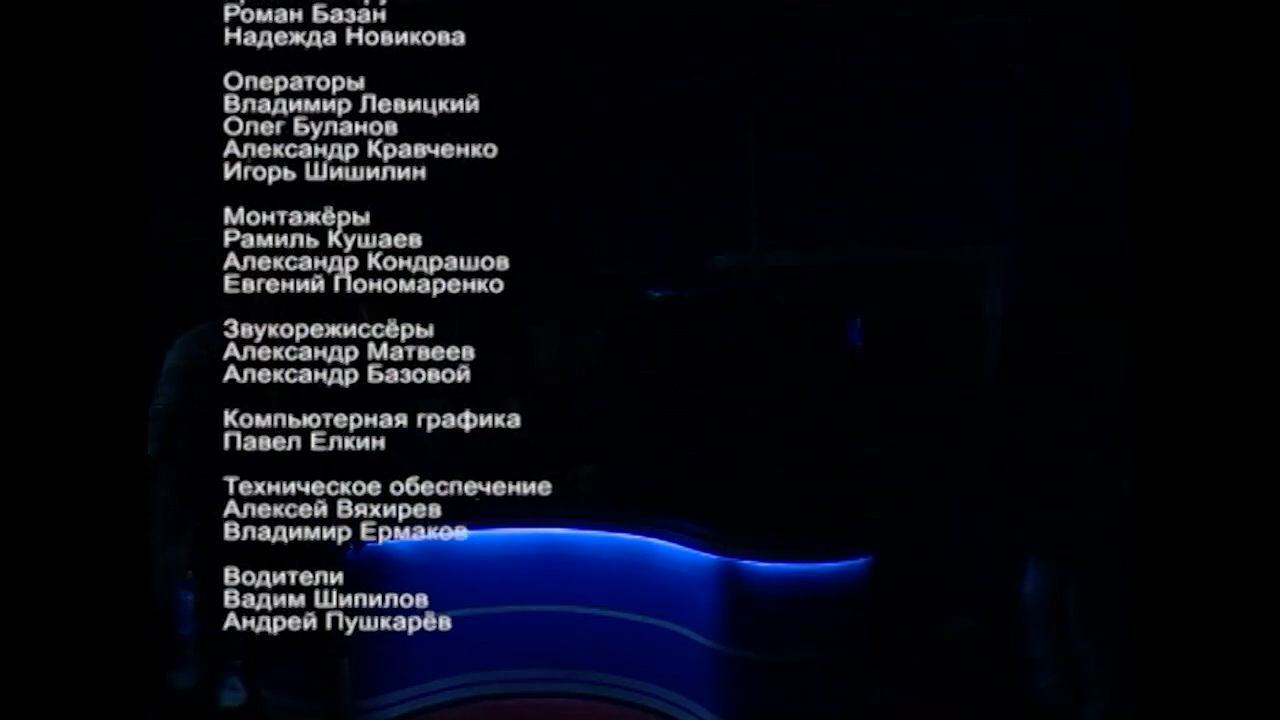 Роман Базан
Надежда Новикова
Операторы
Владимир Левицкий
Олег Буланов
Александр Кравченко
Игорь Шишилин
Монтажёры
Рамиль Кушаев
Александр Кондрашов
Евгений Пономаренко
Звукорежиссёры
Александр Матвеев
Александр Базовой
Компьютерная графика
Павел Елкин
Техническое обеспечение
Алексей Вяхирев
Владимир Ермаков
Водители
Вадим Шипилов
Андрей Пушкарёв